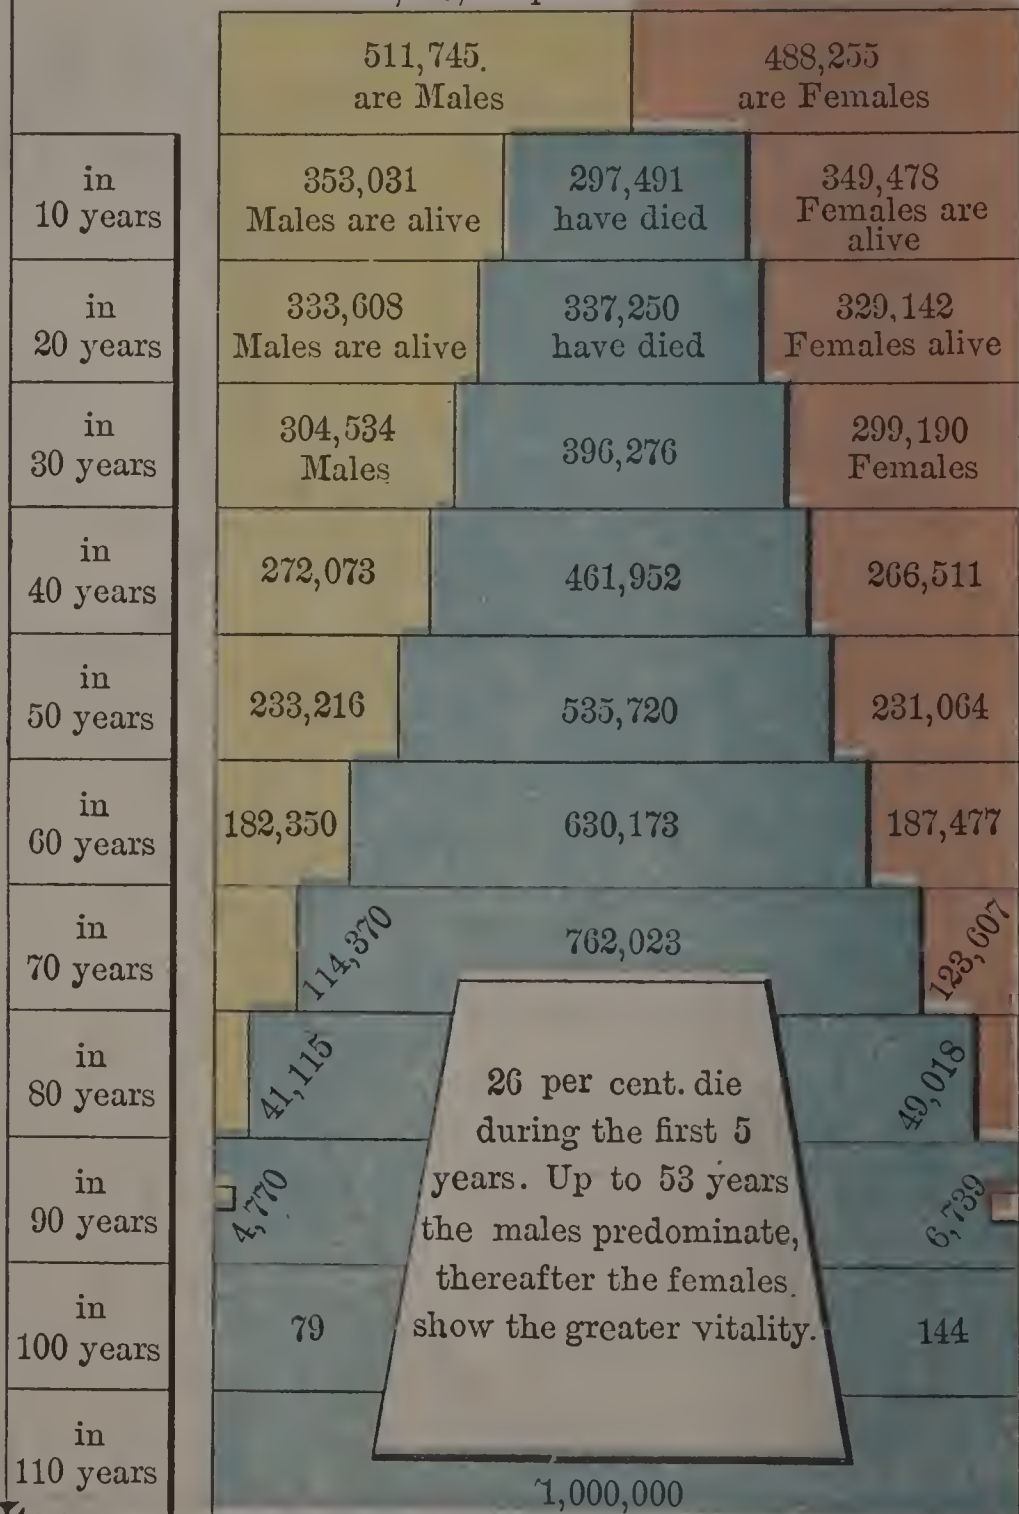 511,745.
are Males
488,255
are Females
in
10 years
353,031
Males are alive
297,491
have died
349,478
Females are
alive
in
20 years
333,608
Males are alive
337,250
have died
329,142
Females alive
in
30 years
304,534
Males
396,276
299,190
Females
in
40 years
272,073
461,952
266,511
in
50 years
233,216
535,720
231,064
in
60 years
182,350
630,173
187,477
in
70 years
114,370
762,023
123,607
in
80 years
41,115
49,018
in
90 years
4,770
6,739
in
100 years
79
144
26 per cent. die
during the first 5
years. Up to 53 years
the males predominate,
thereafter the females
show the greater vitality.
in
110 years
1,000,000